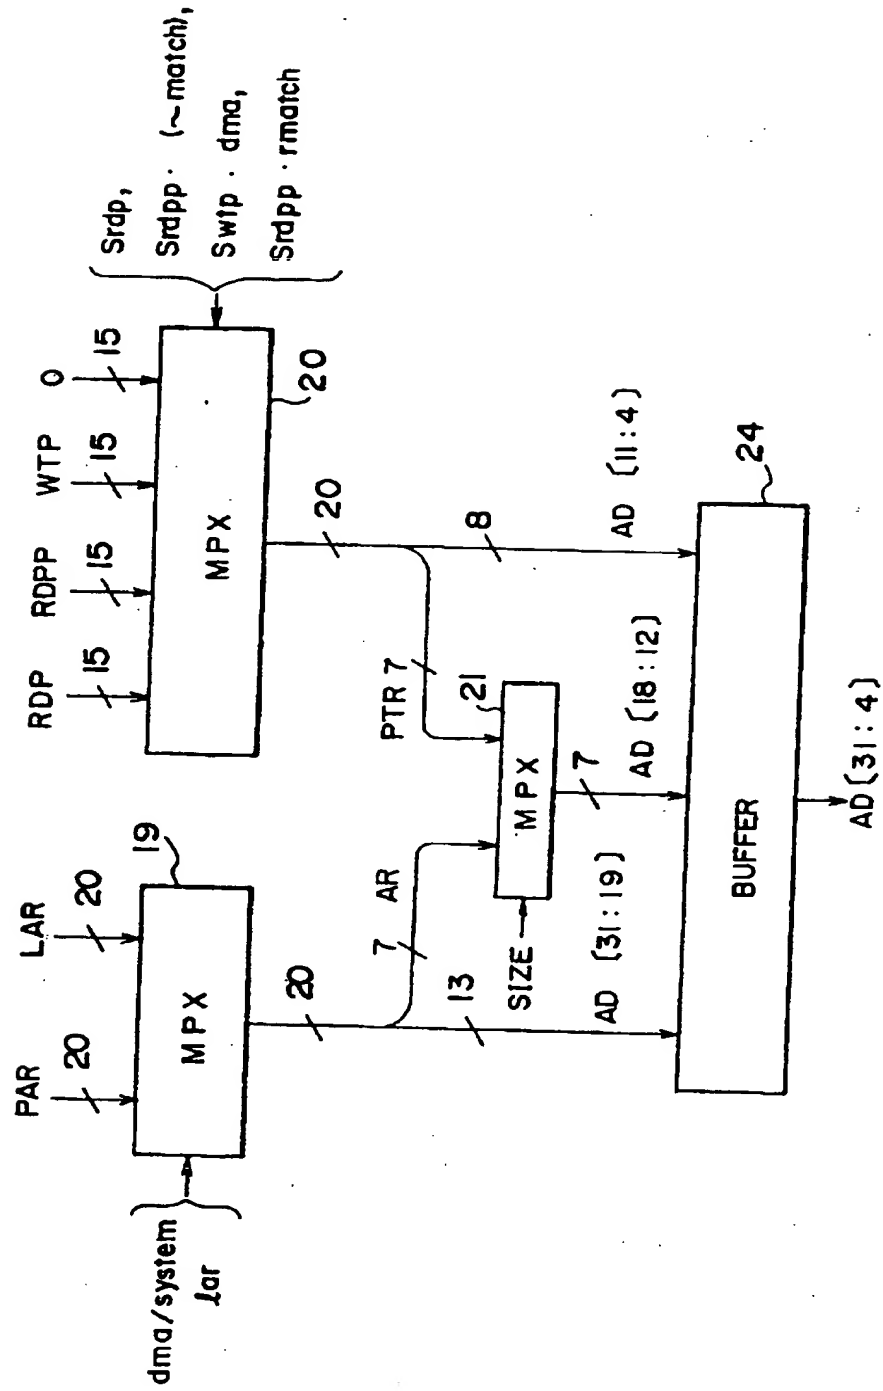 PAR
LAR
RDP
RDPP
WTP
O
20
20
15
15
15
15
19
dma/system
lar
MPX
MPX
20
Srdp,
Srdpp · (~match),
Swtp · dma,
Srdpp · rmatch
20
20
7
AR
PTR 7
21
SIZE
MPX
13
7
8
AD [31:19]
AD [18:12]
AD [11:4]
24
BUFFER
AD [31:4]